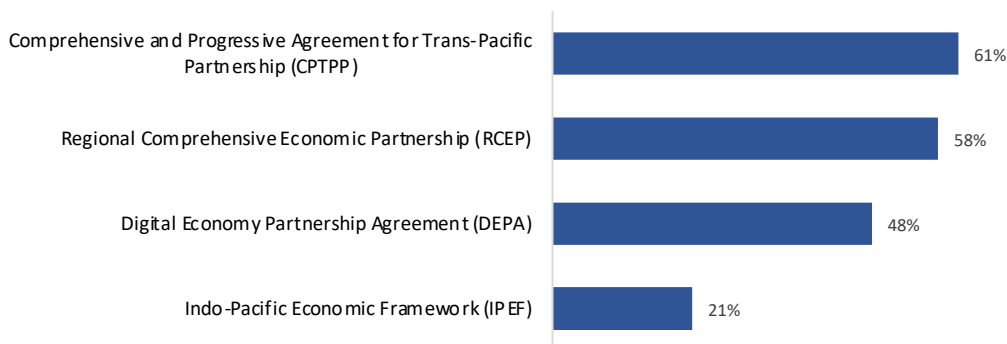 Comprehensive and Progressive Agreement for Trans-Pacific
Partnership (CPTPP)
61%
Regional Comprehensive Economic Partnership (RCEP)
58%
Digital Economy Partnership Agreement (DEPA)
48%
Indo-Pacific Economic Framework (IPEF)
21%